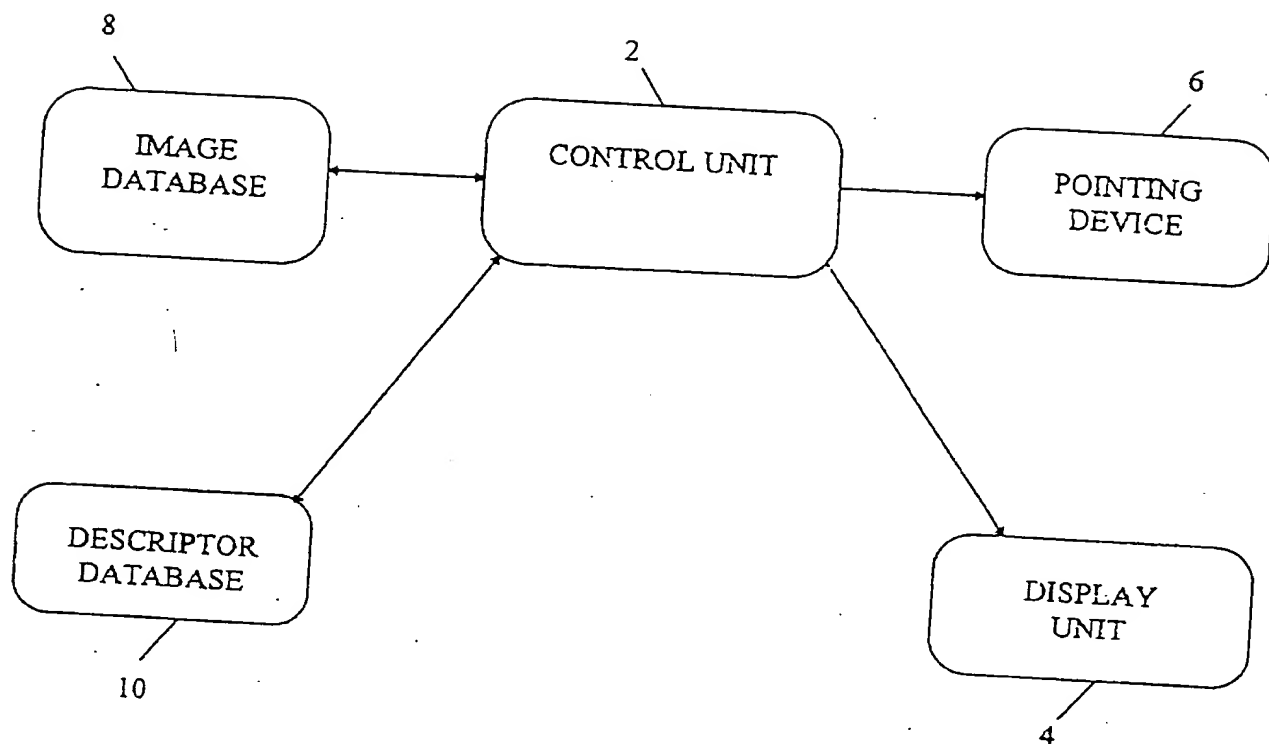 8
2
6
IMAGE
DATABASE
CONTROL UNIT
POINTING
DEVICE
DESCRIPTOR
DATABASE
DISPLAY
UNIT
10
4